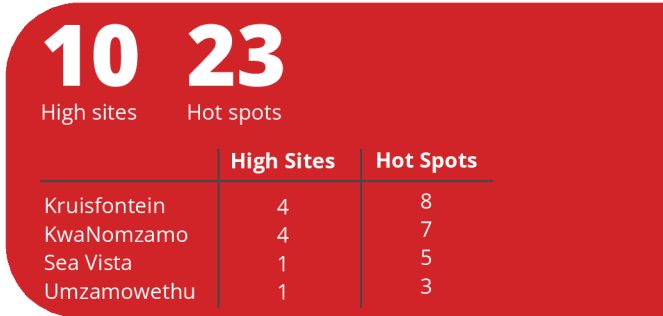 10 23
High sites Hot spots
High Sites Hot Spots
Kruisfontein 4 8
KwaNomzamo 4 7
Sea Vista 1 5
Umzamowethu 1 3